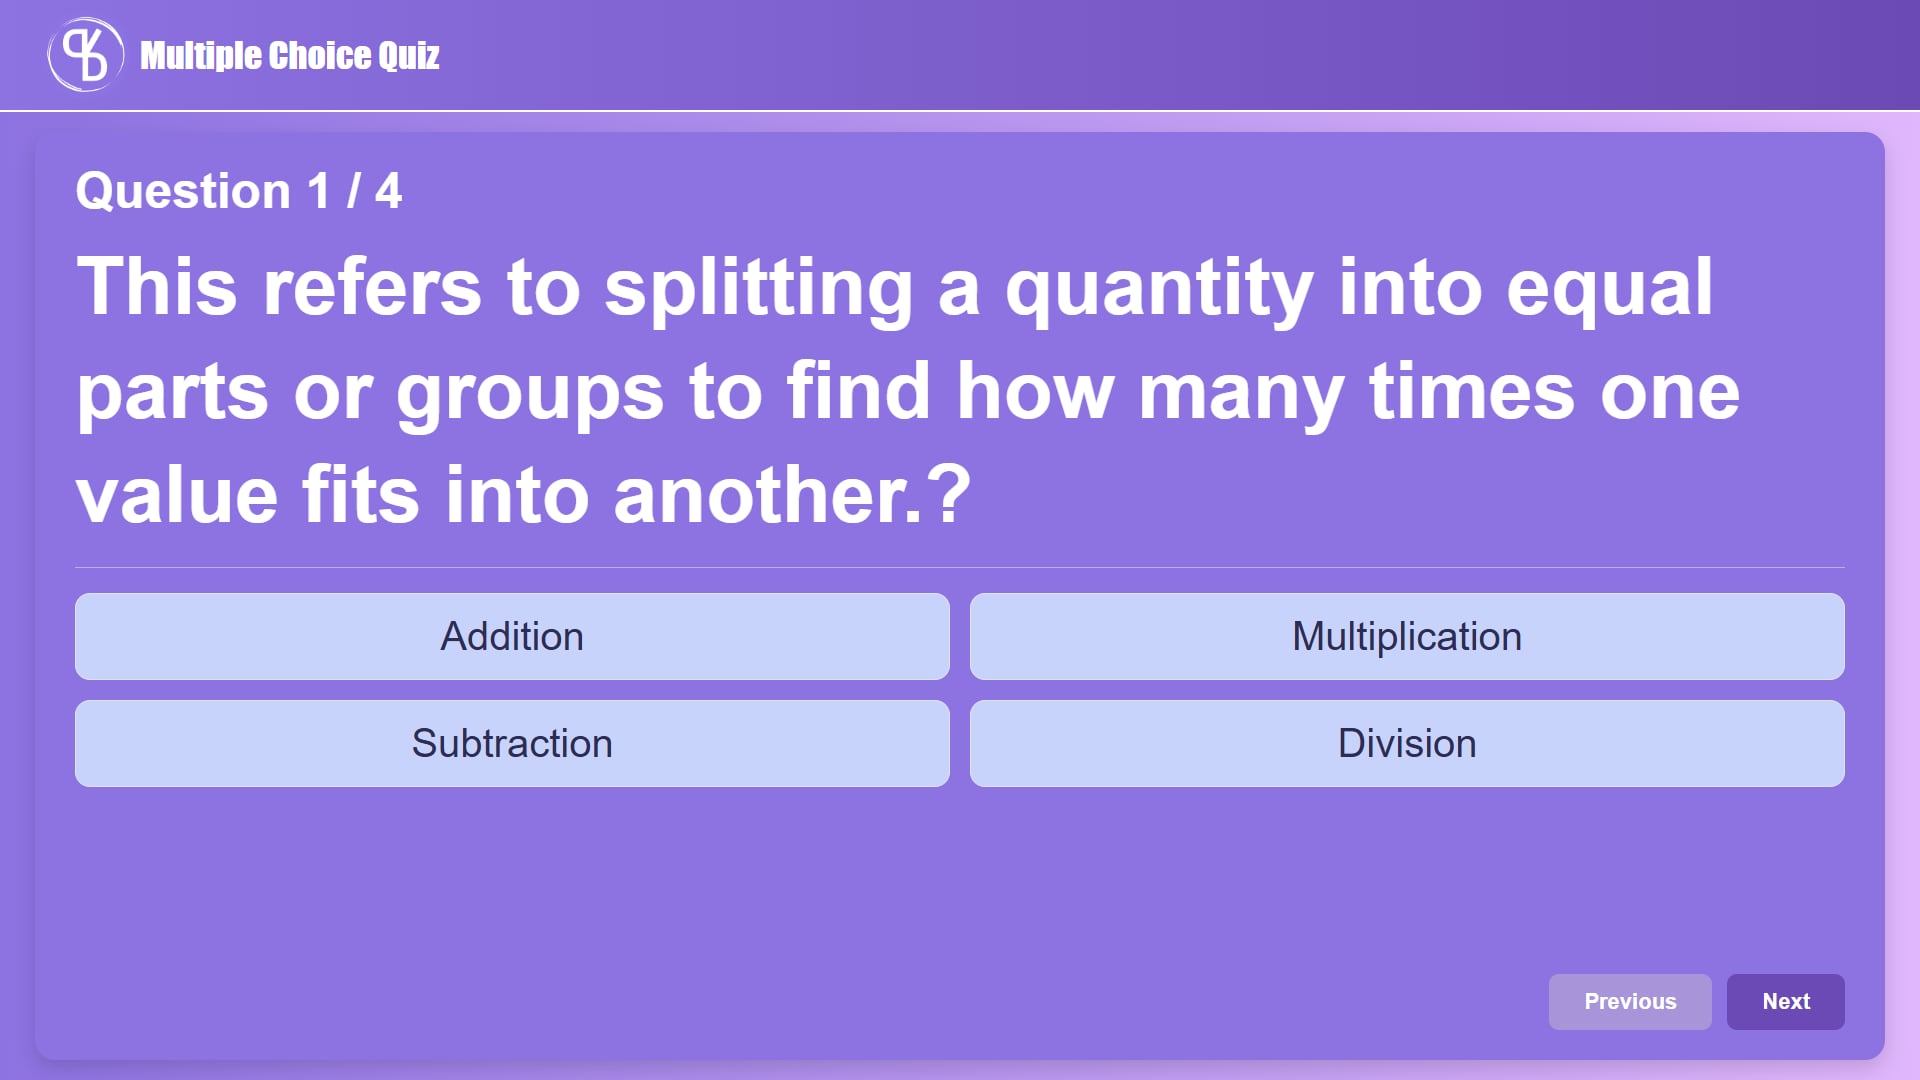 Multiple Choice Quiz
Question 1 / 4
This refers to splitting a quantity into equal
parts or groups to find how many times one
value fits into another.?
Addition
Multiplication
Subtraction
Division
Previous
Next